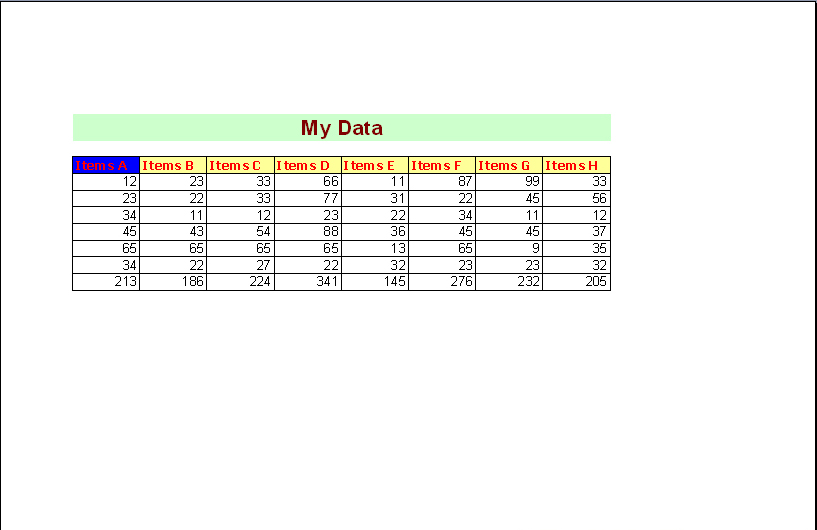 My Data
Items A Items B Items C Items D Items E Items F Items G Items H
12 23 33 66 11 87 99 33
23 22 33 77 31 22 45 56
34 11 12 23 22 34 11 12
45 43 54 88 36 45 45 37
65 65 65 65 13 65 9 35
34 22 27 22 32 23 23 32
213 186 224 341 145 276 232 205